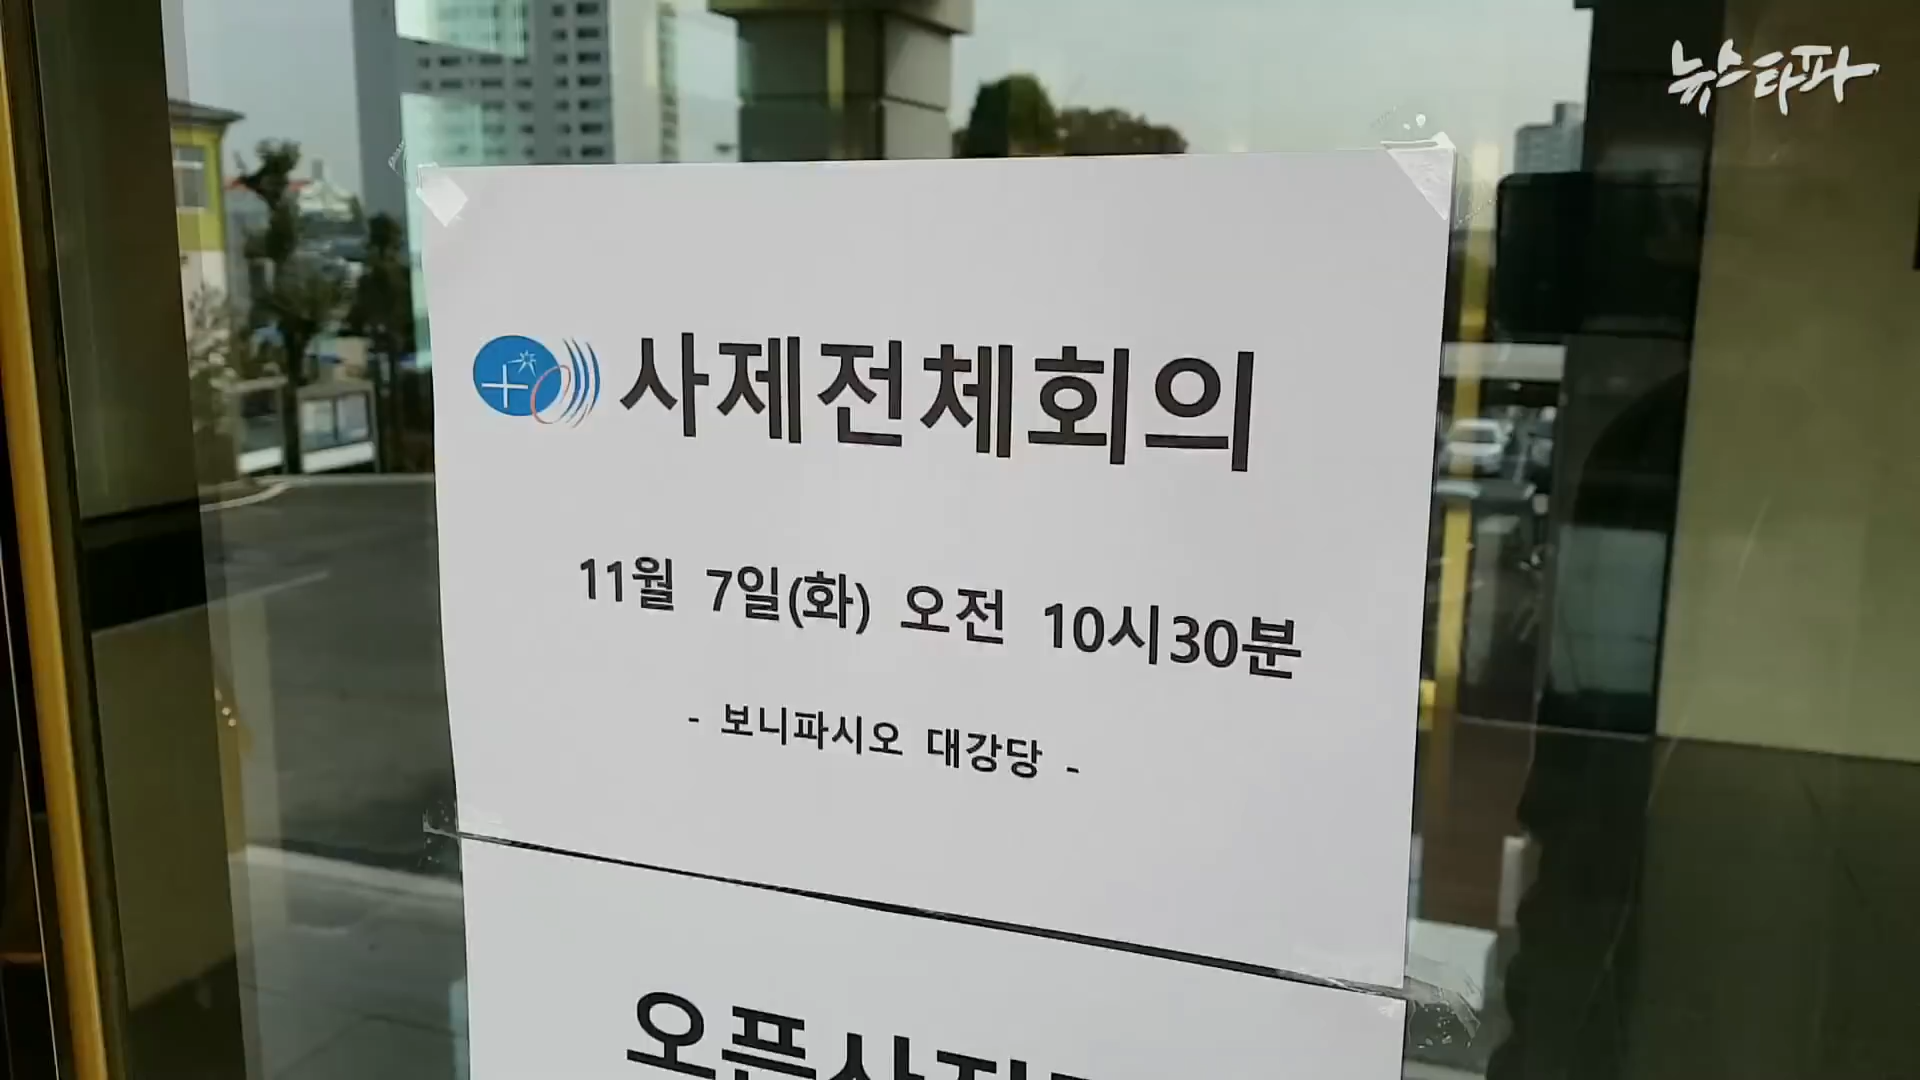 뉴스타파
사제전체회의
11월 7일(화) 오전 10시30분
- 보니파시오 대강당 -